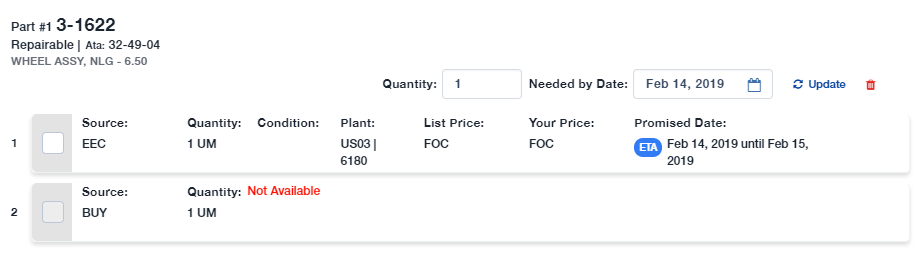 Part #1 3-1622
Repairable | Ata: 32-49-04
WHEEL ASSY, NLG - 6.50
Quantity: 1 Needed by Date: Feb 14, 2019 Update
1
Source: Quantity: Condition: Plant: List Price: Your Price: Promised Date:
EEC 1 UM US03 | FOC FOC ETA Feb 14, 2019 until Feb 15,
6180 2019
Source: Quantity: Not Available
2 BUY 1 UM